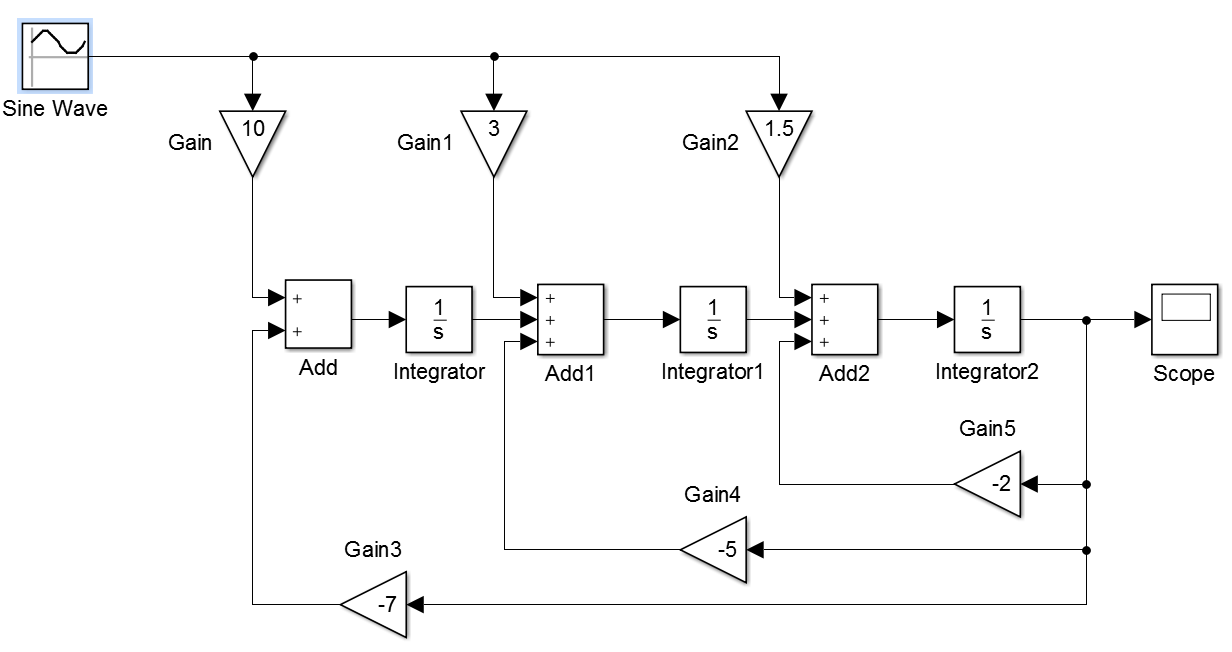 Sine Wave
10
Gain
3
Gain1
1.5
Gain2
+
+
Add
1
s
Integrator
+
+
+
Add1
1
s
Integrator1
+
+
+
Add2
1
s
Integrator2
Scope
Gain5
-2
Gain4
-5
Gain3
-7